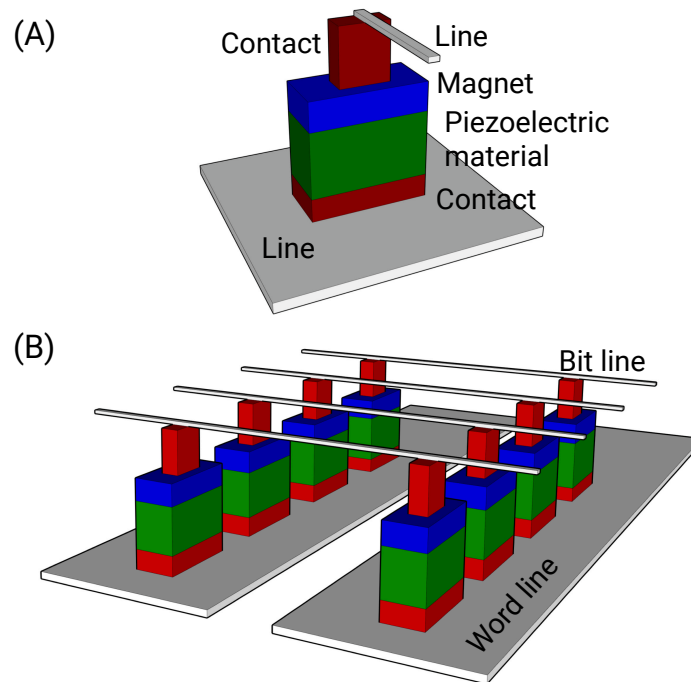 (A)
Contact
Line
Magnet
Piezoelectric
material
Contact
Line
(B)
Bit line
Word line